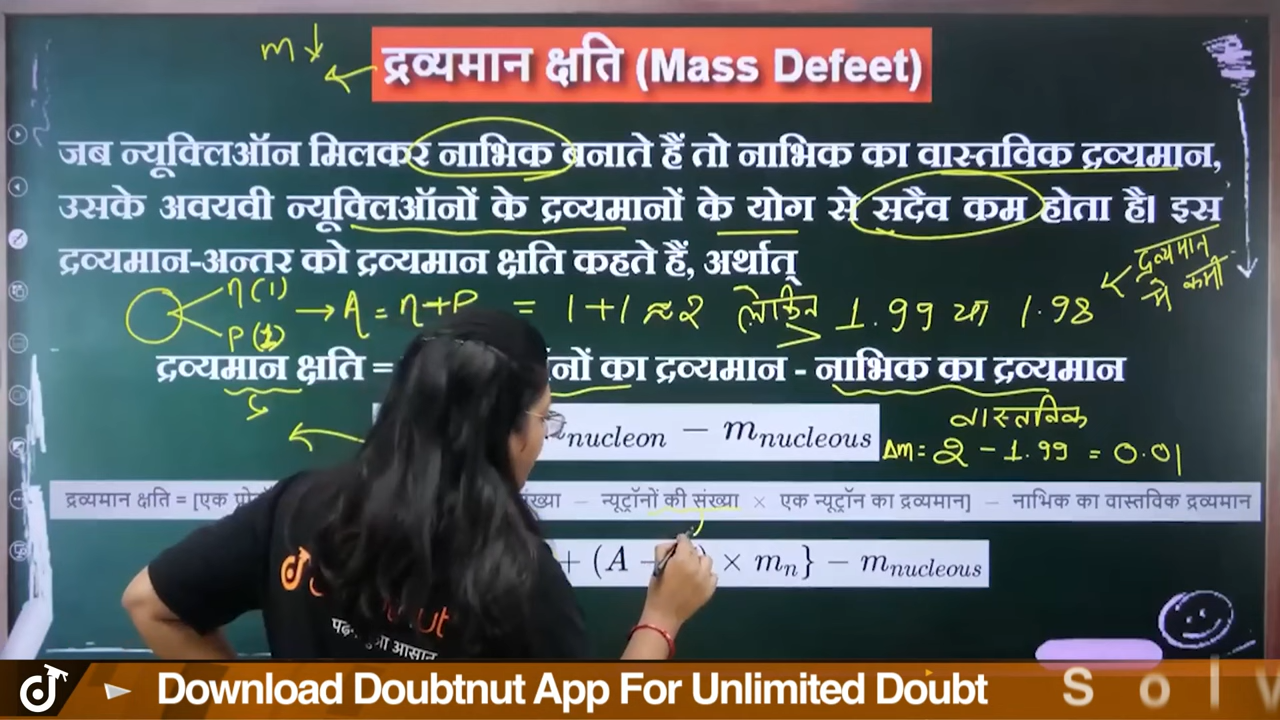 m ↓
द्रव्यमान क्षति (Mass Defeet)
जब न्यूक्लिऑन मिलकर नाभिक बनाते हैं तो नाभिक का वास्तविक द्रव्यमान,
उसके अवयवी न्यूक्लिऑनों के द्रव्यमानों के योग से सदैव कम होता है। इस
द्रव्यमान-अन्तर को द्रव्यमान क्षति कहते हैं, अर्थात्
द्रव्यमान
मे कमी
n(1)
p(1)
→ A = n+P = 1+1 ≈ 2 लेकिन 1.99 या 1.98
द्रव्यमान क्षति = का द्रव्यमान - नाभिक का द्रव्यमान
वास्तविक
nucleon − m nucleous
Δm = 2 - 1.99 = 0.01
द्रव्यमान क्षति = [एक − न्यूट्रॉनों की संख्या × एक न्यूट्रॉन का द्रव्यमान] − नाभिक का वास्तविक द्रव्यमान
+ (A − ) × mn} − m nucleous
पढ़ना हुआ आसान
Download Doubtnut App For Unlimited Doubt
S o l v